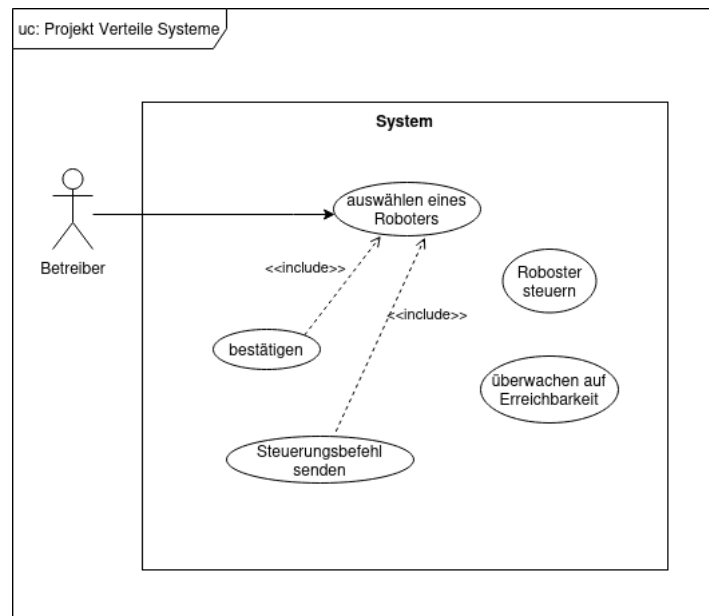 uc: Projekt Verteile Systeme
System
auswählen eines
Roboters
Betreiber
<<include>>
Roboster
steuern
<<include>>
bestätigen
überwachen auf
Erreichbarkeit
Steuerungsbefehl
senden